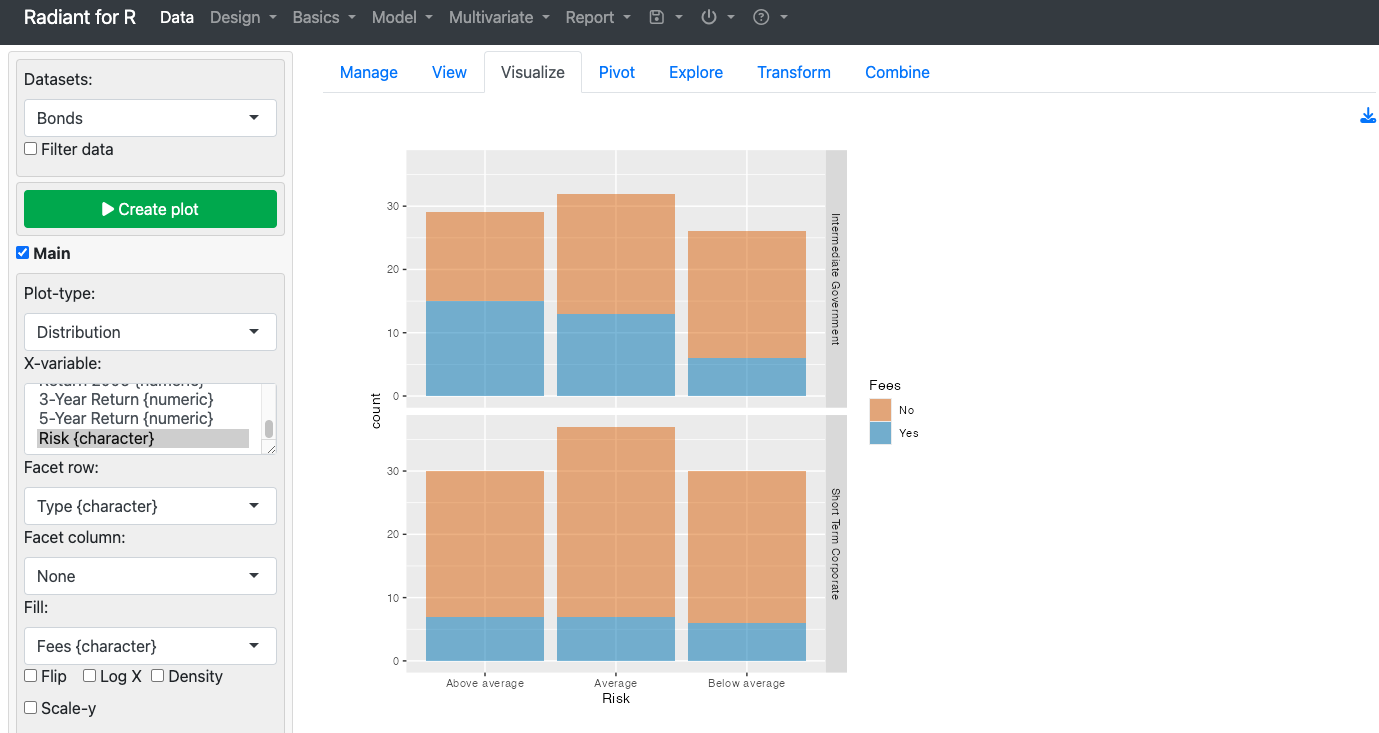 Radiant for R Data Design Basics Model Multivariate Report
Datasets:
Bonds
Filter data
Create plot
Main
Plot-type:
Distribution
X-variable:
3-Year Return {numeric}
5-Year Return {numeric}
Risk {character}
Facet row:
Type {character}
Facet column:
None
Fill:
Fees {character}
Flip Log X Density
Scale-y
Manage View Visualize Pivot Explore Transform Combine
count
30
20
10
0
Intermediate Government
30
20
10
0
Short Term Corporate
Above average Average Below average
Risk
Fees
No
Yes